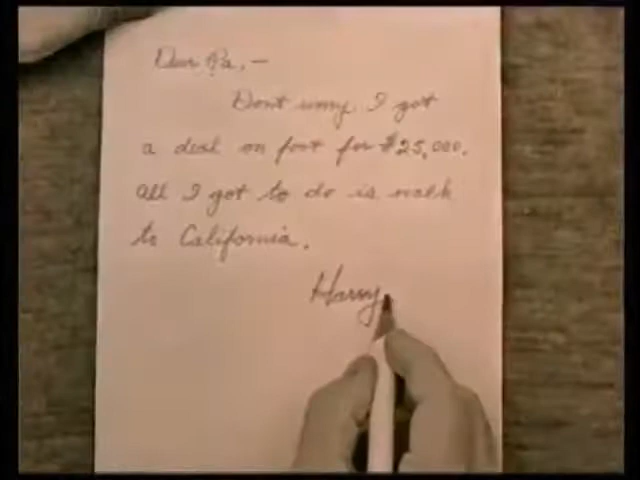 Dear Pa,—
Dont worry I got
a deal on foot for $25,000.
All I got to do is walk
to California.
Harry